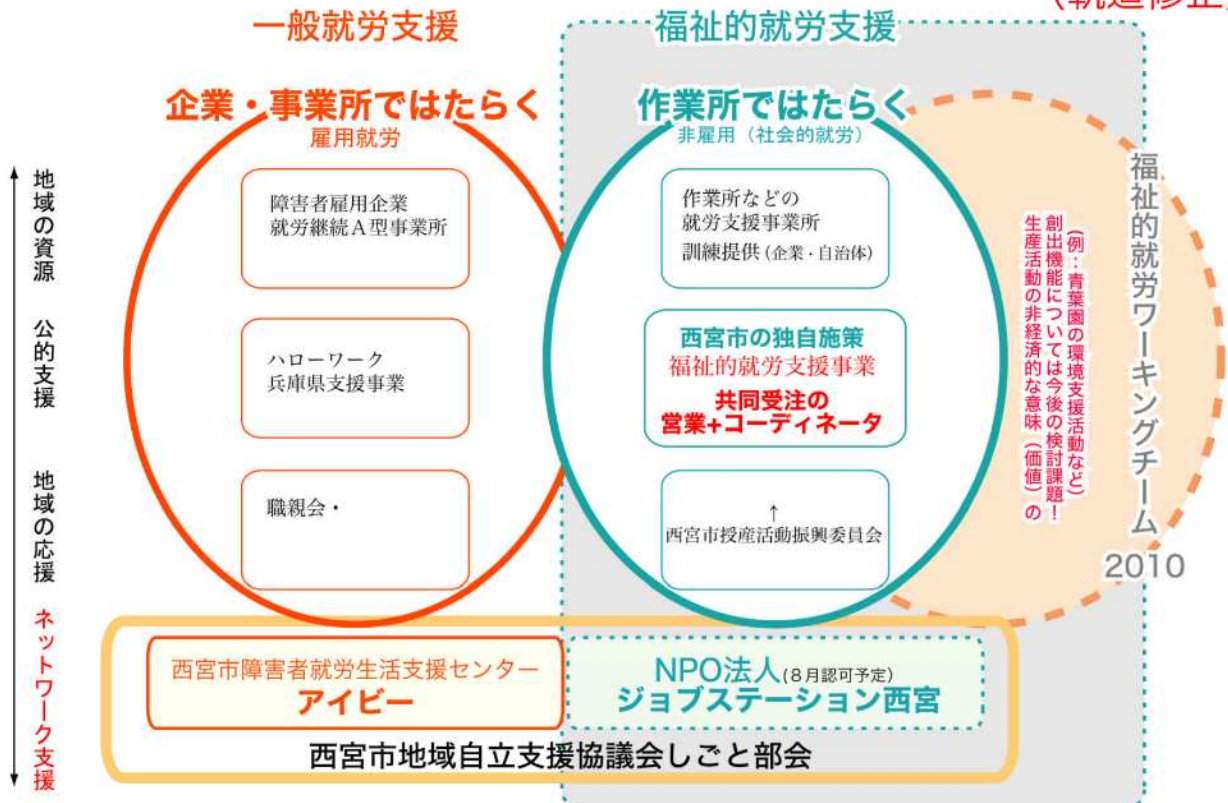 一般就労支援
福祉的就労支援
企業・事業所ではたらく
雇用就労
作業所ではたらく
非雇用（社会的就労）
地域の資源
公的支援
地域の応援
ネットワーク支援
障害者雇用企業
就労継続A型事業所
ハローワーク
兵庫県支援事業
職親会・
作業所などの
就労支援事業所
訓練提供（企業・自治体）
西宮市の独自施策
福祉的就労支援事業
共同受注の
営業+コーディネータ
↑
西宮市授産活動振興委員会
生産活動の非経済的な意味（価値）の
創出機能については今後の検討課題！
(例：青葉園の環境支援活動など)
福祉的就労ワーキングチーム
2010
西宮市障害者就労生活支援センター
アイビー
NPO法人(８月認可予定)
ジョブステーション西宮
西宮市地域自立支援協議会しごと部会